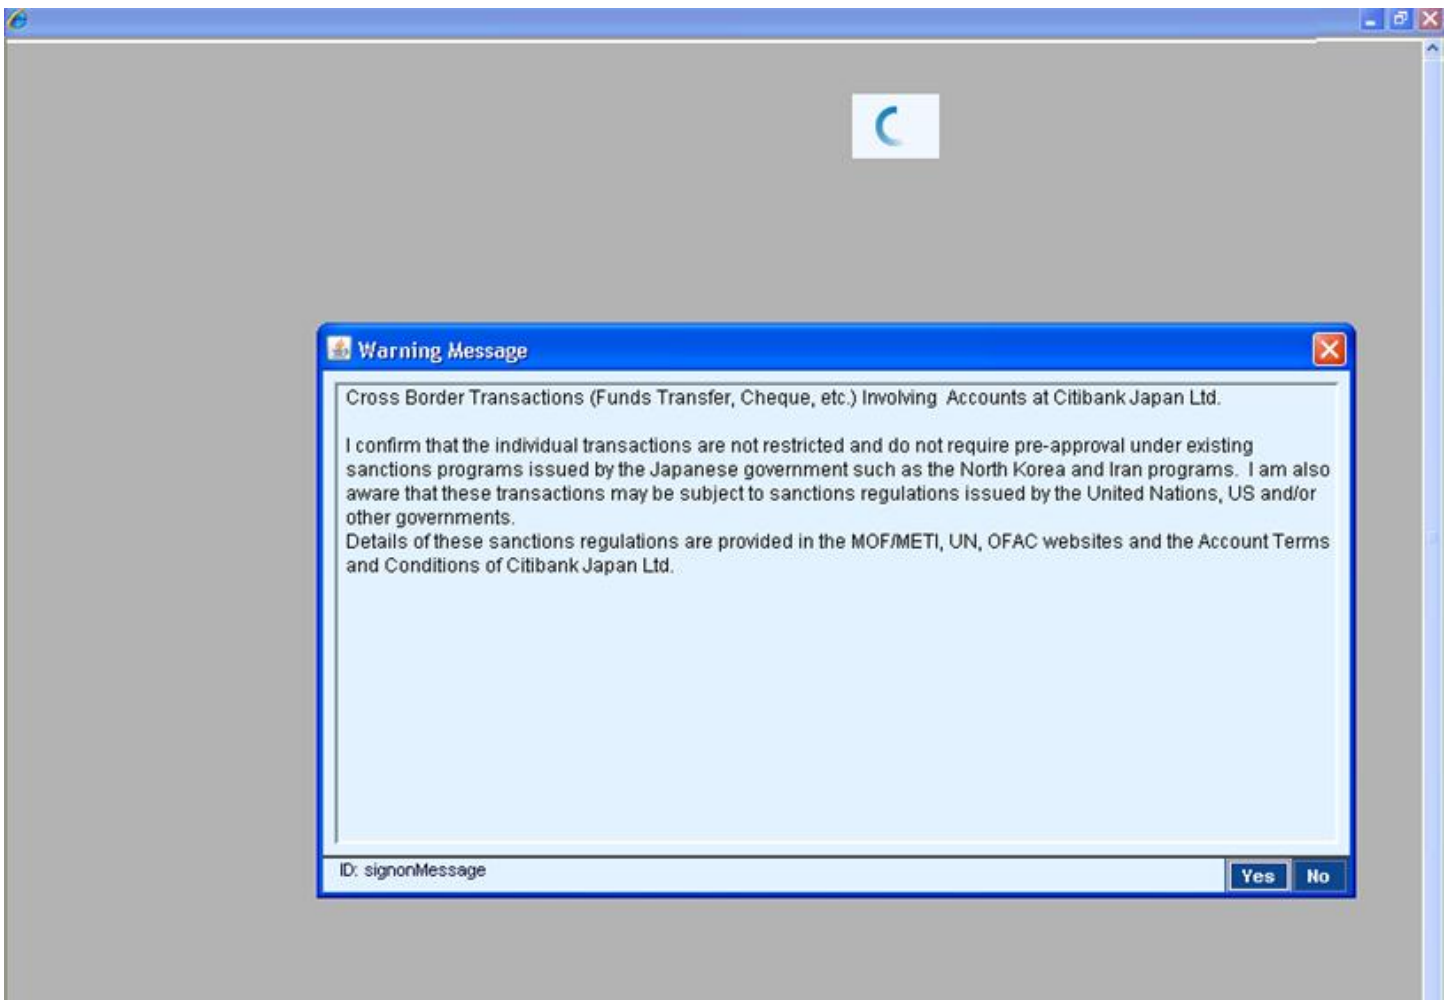 Warning Message
Cross Border Transactions (Funds Transfer, Cheque, etc.) Involving  Accounts at Citibank Japan Ltd.
I confirm that the individual transactions are not restricted and do not require pre-approval under existing
sanctions programs issued by the Japanese government such as the North Korea and Iran programs.  I am also
aware that these transactions may be subject to sanctions regulations issued by the United Nations, US and/or
other governments.
Details of these sanctions regulations are provided in the MOF/METI, UN, OFAC websites and the Account Terms
and Conditions of Citibank Japan Ltd.
ID: signonMessage
Yes No